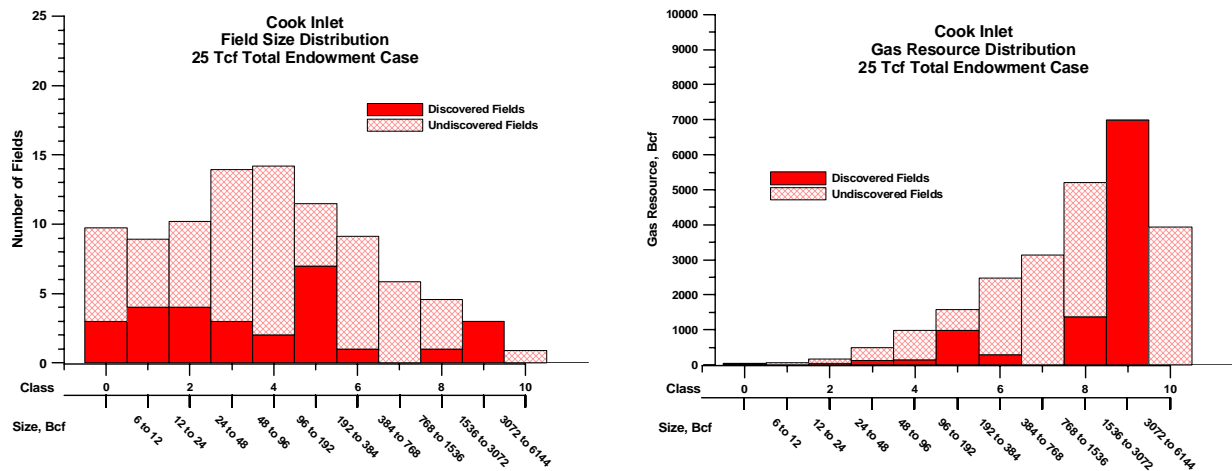 Cook Inlet
Field Size Distribution
25 Tcf Total Endowment Case
Discovered Fields
Undiscovered Fields
Number of Fields
25
20
15
10
5
0
Class
0
2
4
6
8
10
Size, Bcf
6 to 12
12 to 24
24 to 48
48 to 96
96 to 192
192 to 384
384 to 768
768 to 1536
1536 to 3072
3072 to 6144
Cook Inlet
Gas Resource Distribution
25 Tcf Total Endowment Case
Discovered Fields
Undiscovered Fields
Gas Resource, Bcf
10000
9000
8000
7000
6000
5000
4000
3000
2000
1000
0
Class
0
2
4
6
8
10
Size, Bcf
6 to 12
12 to 24
24 to 48
48 to 96
96 to 192
192 to 384
384 to 768
768 to 1536
1536 to 3072
3072 to 6144